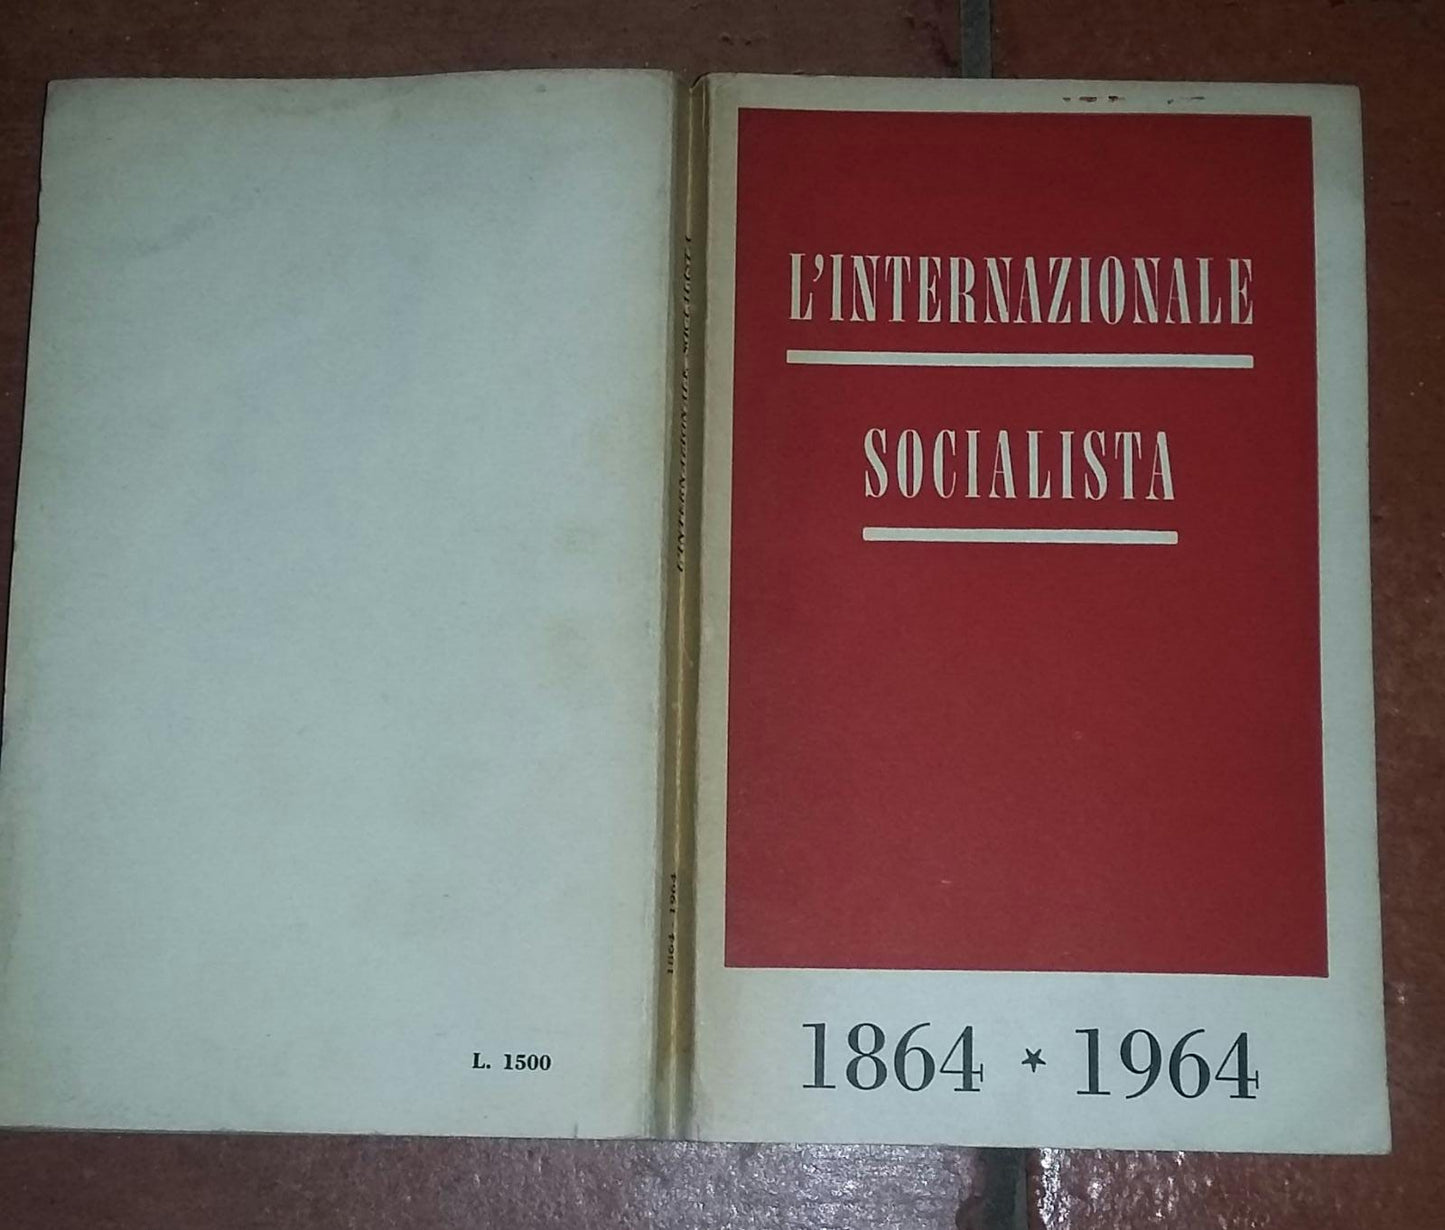 L'INTERNAZIONALE
SOCIALISTA
1864 ★ 1964
L'INTERNAZIONALE SOCIALISTA
1864 - 1964
L. 1500